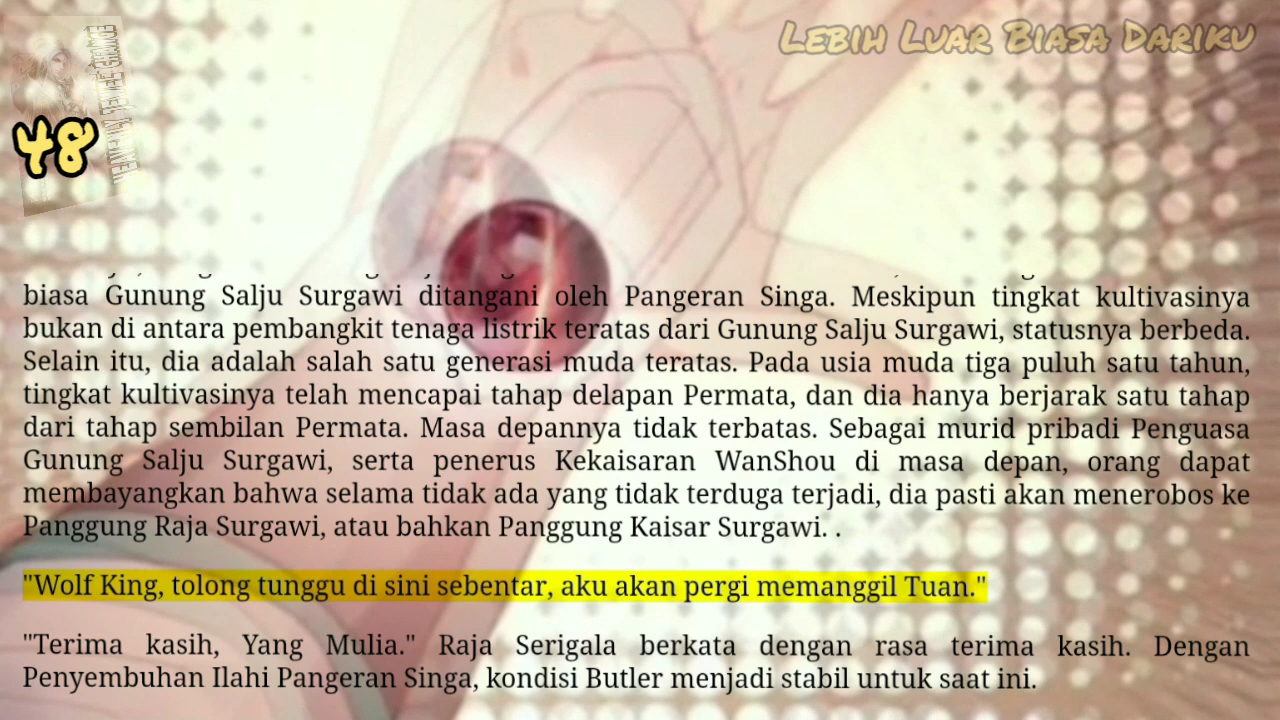 LEBIH LUAR BIASA DARIKU
48
biasa Gunung Salju Surgawi ditangani oleh Pangeran Singa. Meskipun tingkat kultivasinya
bukan di antara pembangkit tenaga listrik teratas dari Gunung Salju Surgawi, statusnya berbeda.
Selain itu, dia adalah salah satu generasi muda teratas. Pada usia muda tiga puluh satu tahun,
tingkat kultivasinya telah mencapai tahap delapan Permata, dan dia hanya berjarak satu tahap
dari tahap sembilan Permata. Masa depannya tidak terbatas. Sebagai murid pribadi Penguasa
Gunung Salju Surgawi, serta penerus Kekaisaran WanShou di masa depan, orang dapat
membayangkan bahwa selama tidak ada yang tidak terduga terjadi, dia pasti akan menerobos ke
Panggung Raja Surgawi, atau bahkan Panggung Kaisar Surgawi. .
"Wolf King, tolong tunggu di sini sebentar, aku akan pergi memanggil Tuan."
"Terima kasih, Yang Mulia." Raja Serigala berkata dengan rasa terima kasih. Dengan
Penyembuhan Ilahi Pangeran Singa, kondisi Butler menjadi stabil untuk saat ini.